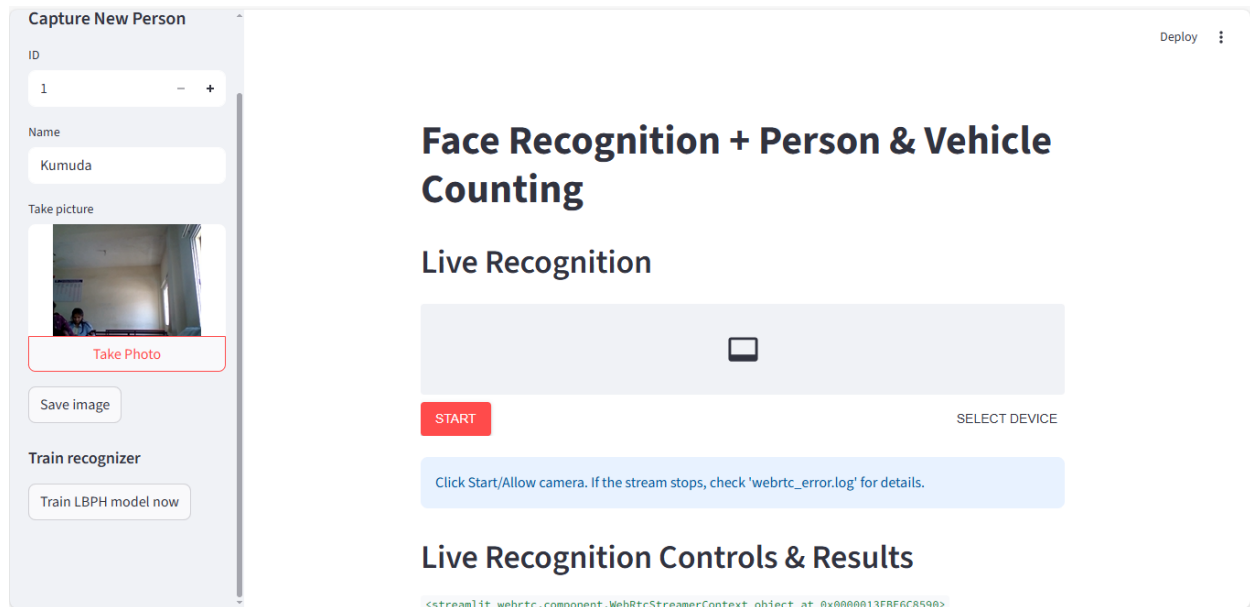 Capture New Person
ID
1
Name
Kumuda
Take picture
Take Photo
Save image
Train recognizer
Train LBPH model now
Deploy
Face Recognition + Person & Vehicle
Counting
Live Recognition
START
SELECT DEVICE
Click Start/Allow camera. If the stream stops, check 'webrtc_error.log' for details.
Live Recognition Controls & Results
<streamlit_webrtc.component.WebRtcStreamerContext object at 0x0000013EBE6C8590>